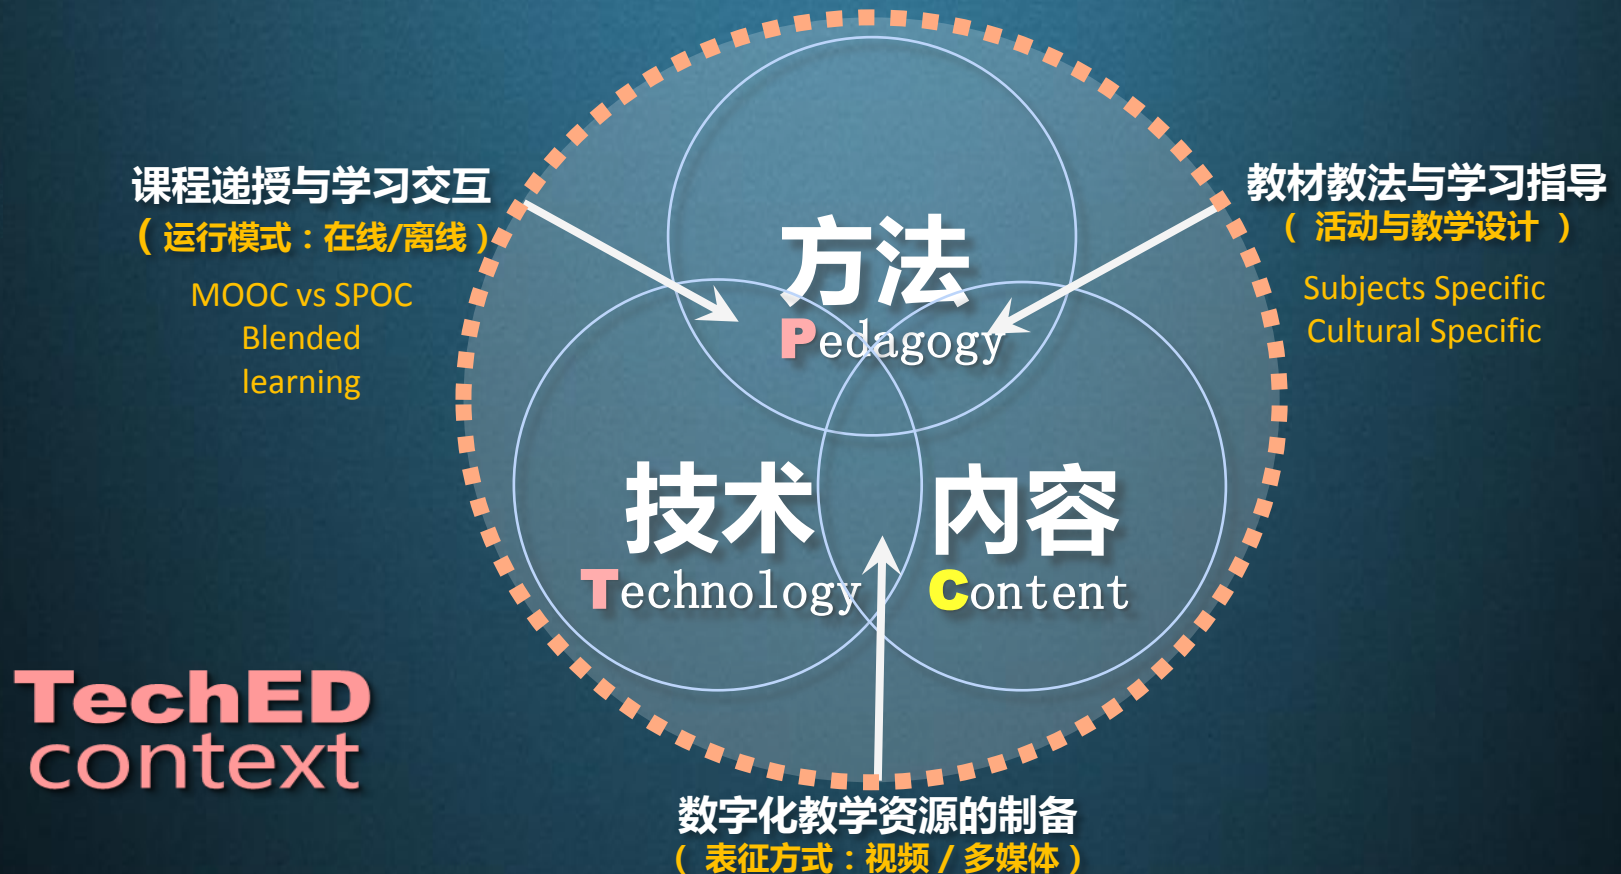 课程递授与学习交互
（运行模式：在线/离线）
MOOC vs SPOC
Blended
learning
方法
Pedagogy
教材教法与学习指导
（ 活动与教学设计 ）
Subjects Specific
Cultural Specific
技术
Technology
内容
Content
TechED
context
数字化教学资源的制备
（ 表征方式：视频 / 多媒体）